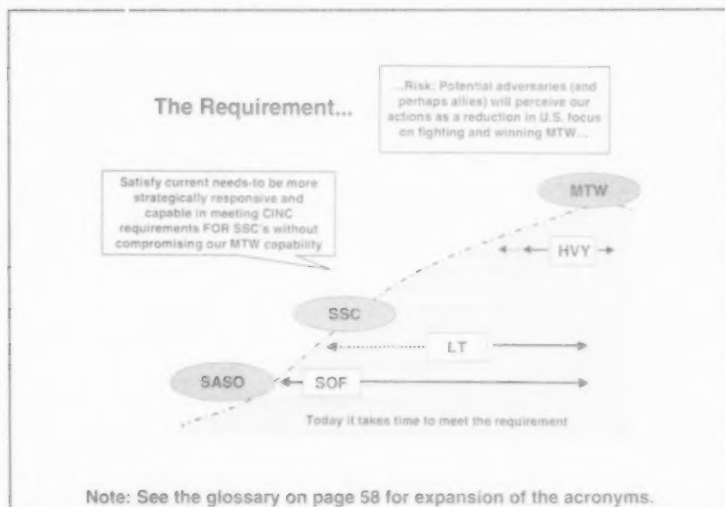 The Requirement...
...Risk: Potential adversaries (and
perhaps allies) will perceive our
actions as a reduction in U.S. focus
on fighting and winning MTW...
Satisfy current needs-to be more
strategically responsive and
capable in meeting CINC
requirements FOR SSC's without
compromising our MTW capability
MTW
HVY
SSC
LT
SASO
SOF
Today it takes time to meet the requirement
Note: See the glossary on page 58 for expansion of the acronyms.